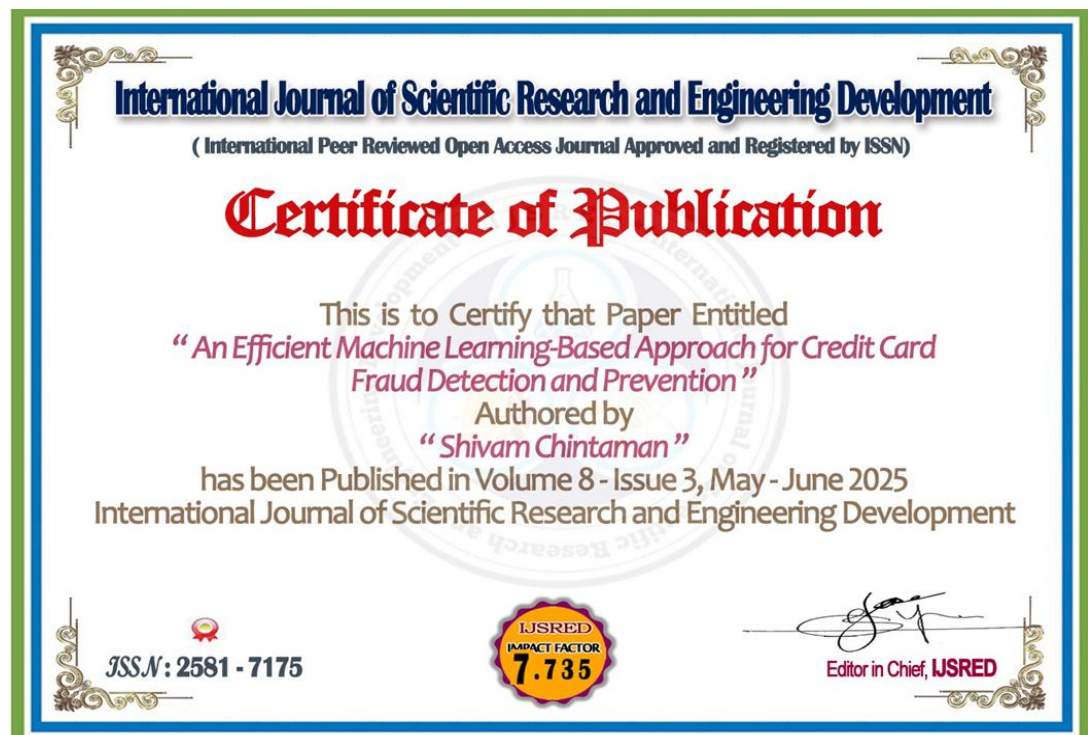 International Journal of Scientific Research and Engineering Development
( International Peer Reviewed Open Access Journal Approved and Registered by ISSN)
Certificate of Publication
This is to Certify that Paper Entitled
“ An Efficient Machine Learning-Based Approach for Credit Card
Fraud Detection and Prevention ”
Authored by
“ Shivam Chintaman ”
has been Published in Volume 8 - Issue 3, May - June 2025
International Journal of Scientific Research and Engineering Development
ISSN : 2581 - 7175
IJSRED
IMPACT FACTOR
7.735
Editor in Chief, IJSRED